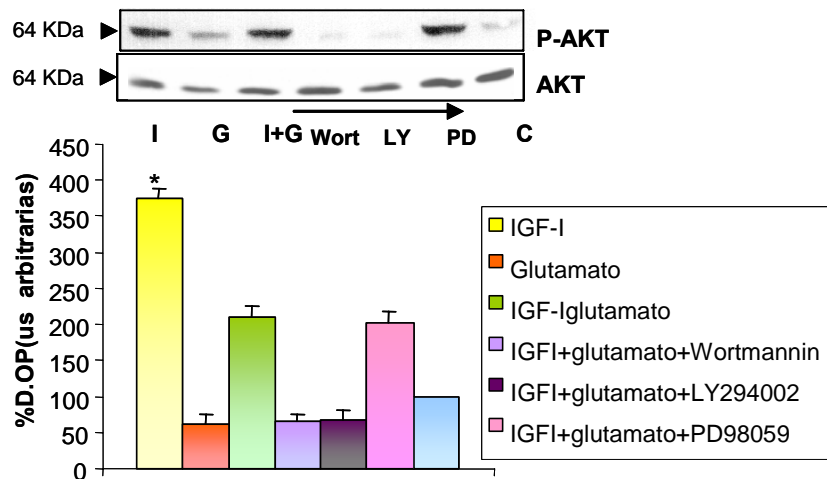 64 KDa P-AKT
64 KDa AKT
I G I+G Wort LY PD C
450
400
350
300
250
200
150
100
50
0
%D.OP(us arbitrarias)
*
IGF-I
Glutamato
IGF-Iglutamato
IGFI+glutamato+Wortmannin
IGFI+glutamato+LY294002
IGFI+glutamato+PD98059